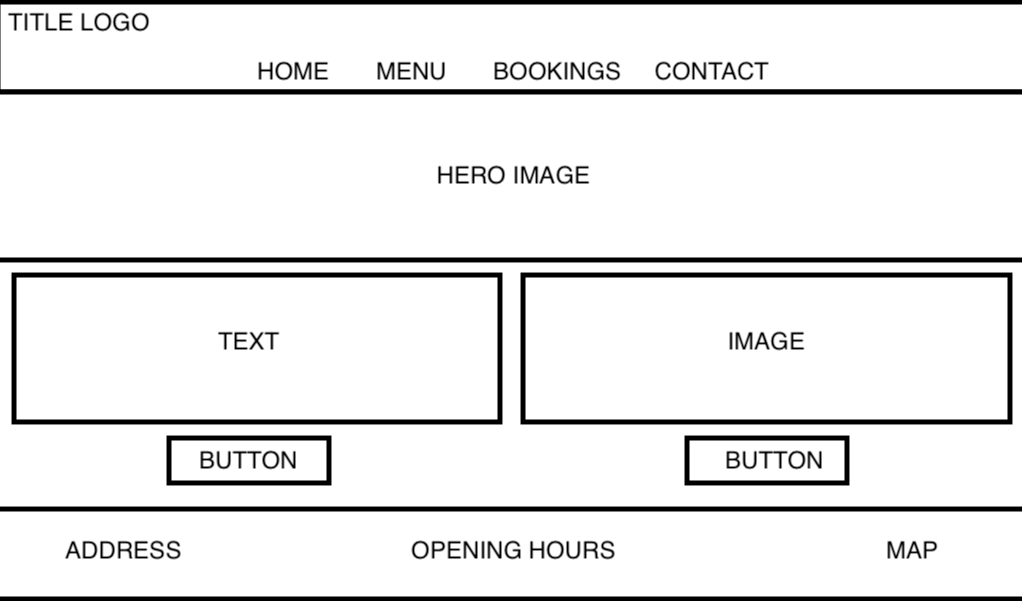 TITLE LOGO
HOME MENU BOOKINGS CONTACT
HERO IMAGE
TEXT IMAGE
BUTTON BUTTON
ADDRESS OPENING HOURS MAP